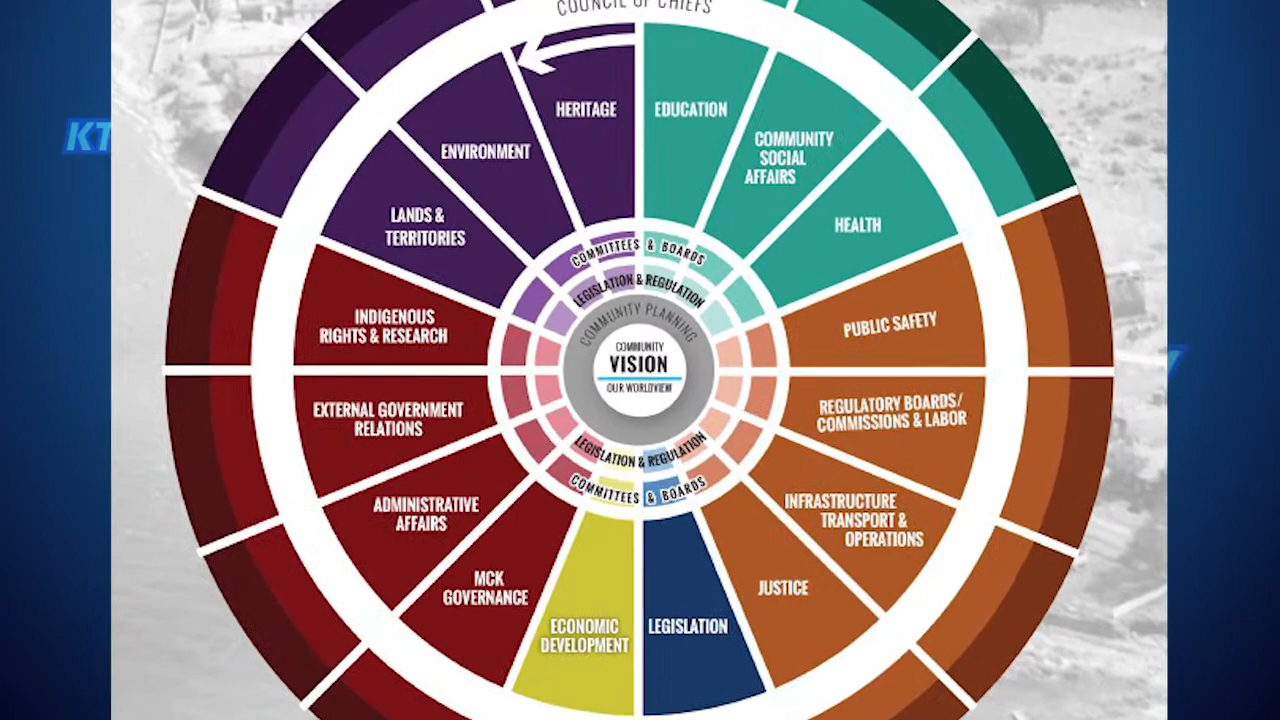 COUNCIL OF CHIEFS
KT
HERITAGE
EDUCATION
ENVIRONMENT
COMMUNITY
SOCIAL
AFFAIRS
LANDS &
TERRITORIES
HEALTH
COMMITTEES & BOARDS
LEGISLATION & REGULATION
COMMUNITY PLANNING
INDIGENOUS
RIGHTS & RESEARCH
PUBLIC SAFETY
COMMUNITY
VISION
OUR WORLDVIEW
EXTERNAL GOVERNMENT
RELATIONS
REGULATORY BOARDS/
COMMISSIONS & LABOR
LEGISLATION & REGULATION
COMMITTEES & BOARDS
ADMINISTRATIVE
AFFAIRS
INFRASTRUCTURE
TRANSPORT &
OPERATIONS
MCK
GOVERNANCE
JUSTICE
ECONOMIC
DEVELOPMENT
LEGISLATION